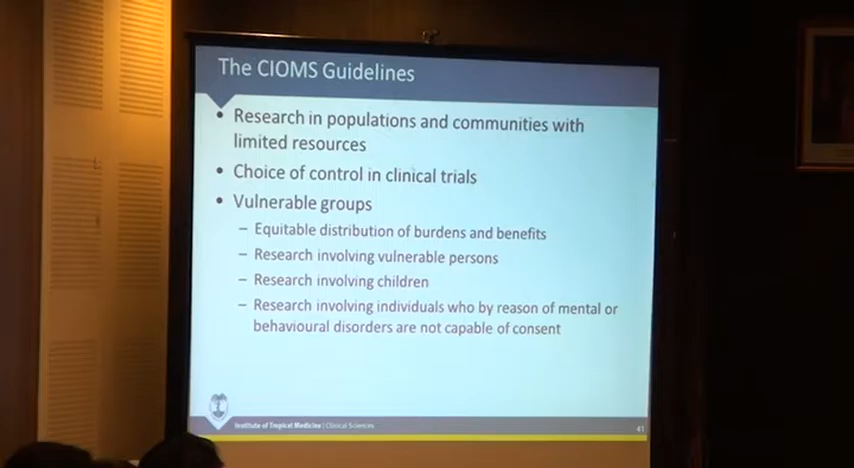 The CIOMS Guidelines
• Research in populations and communities with
limited resources
• Choice of control in clinical trials
• Vulnerable groups
– Equitable distribution of burdens and benefits
– Research involving vulnerable persons
– Research involving children
– Research involving individuals who by reason of mental or
behavioural disorders are not capable of consent
Institute of Tropical Medicine | Clinical Sciences
41